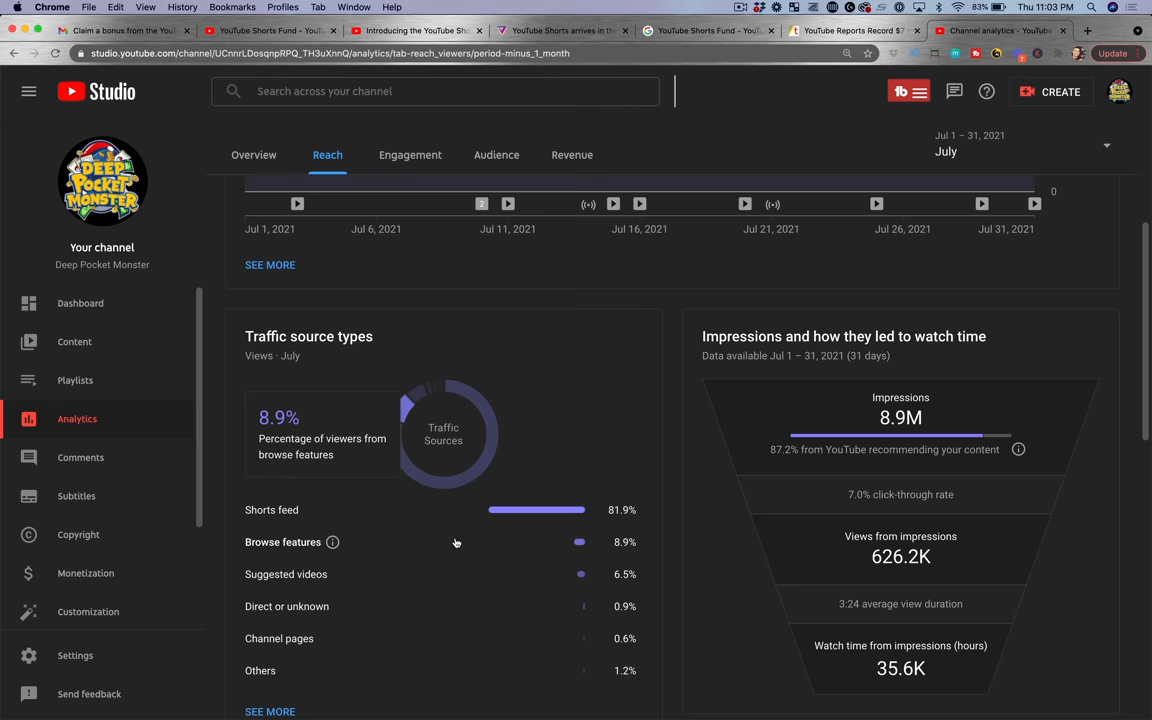 Chrome File Edit View History Bookmarks Profiles Tab Window Help 83% Thu 11:03 PM
Claim a bonus from the YouT × YouTube Shorts Fund - YouT × Introducing the YouTube Sho × YouTube Shorts arrives in the × YouTube Shorts Fund - YouTu × YouTube Reports Record $7 × Channel analytics - YouTube ×
studio.youtube.com/channel/UCnrrLDosqnpRPQ_TH3uXnnQ/analytics/tab-reach_viewers/period-minus_1_month Update
Studio
Search across your channel
tb
CREATE
DEEP
POCKET
MONSTER
Your channel
Deep Pocket Monster
Dashboard
Content
Playlists
Analytics
Comments
Subtitles
Copyright
Monetization
Customization
Settings
Send feedback
Overview Reach Engagement Audience Revenue
Jul 1 – 31, 2021
July
0
2
Jul 1, 2021 Jul 6, 2021 Jul 11, 2021 Jul 16, 2021 Jul 21, 2021 Jul 26, 2021 Jul 31, 2021
SEE MORE
Traffic source types
Views · July
8.9%
Percentage of viewers from
browse features
Traffic
Sources
Shorts feed 81.9%
Browse features 8.9%
Suggested videos 6.5%
Direct or unknown 0.9%
Channel pages 0.6%
Others 1.2%
SEE MORE
Impressions and how they led to watch time
Data available Jul 1 – 31, 2021 (31 days)
Impressions
8.9M
87.2% from YouTube recommending your content
7.0% click-through rate
Views from impressions
626.2K
3:24 average view duration
Watch time from impressions (hours)
35.6K